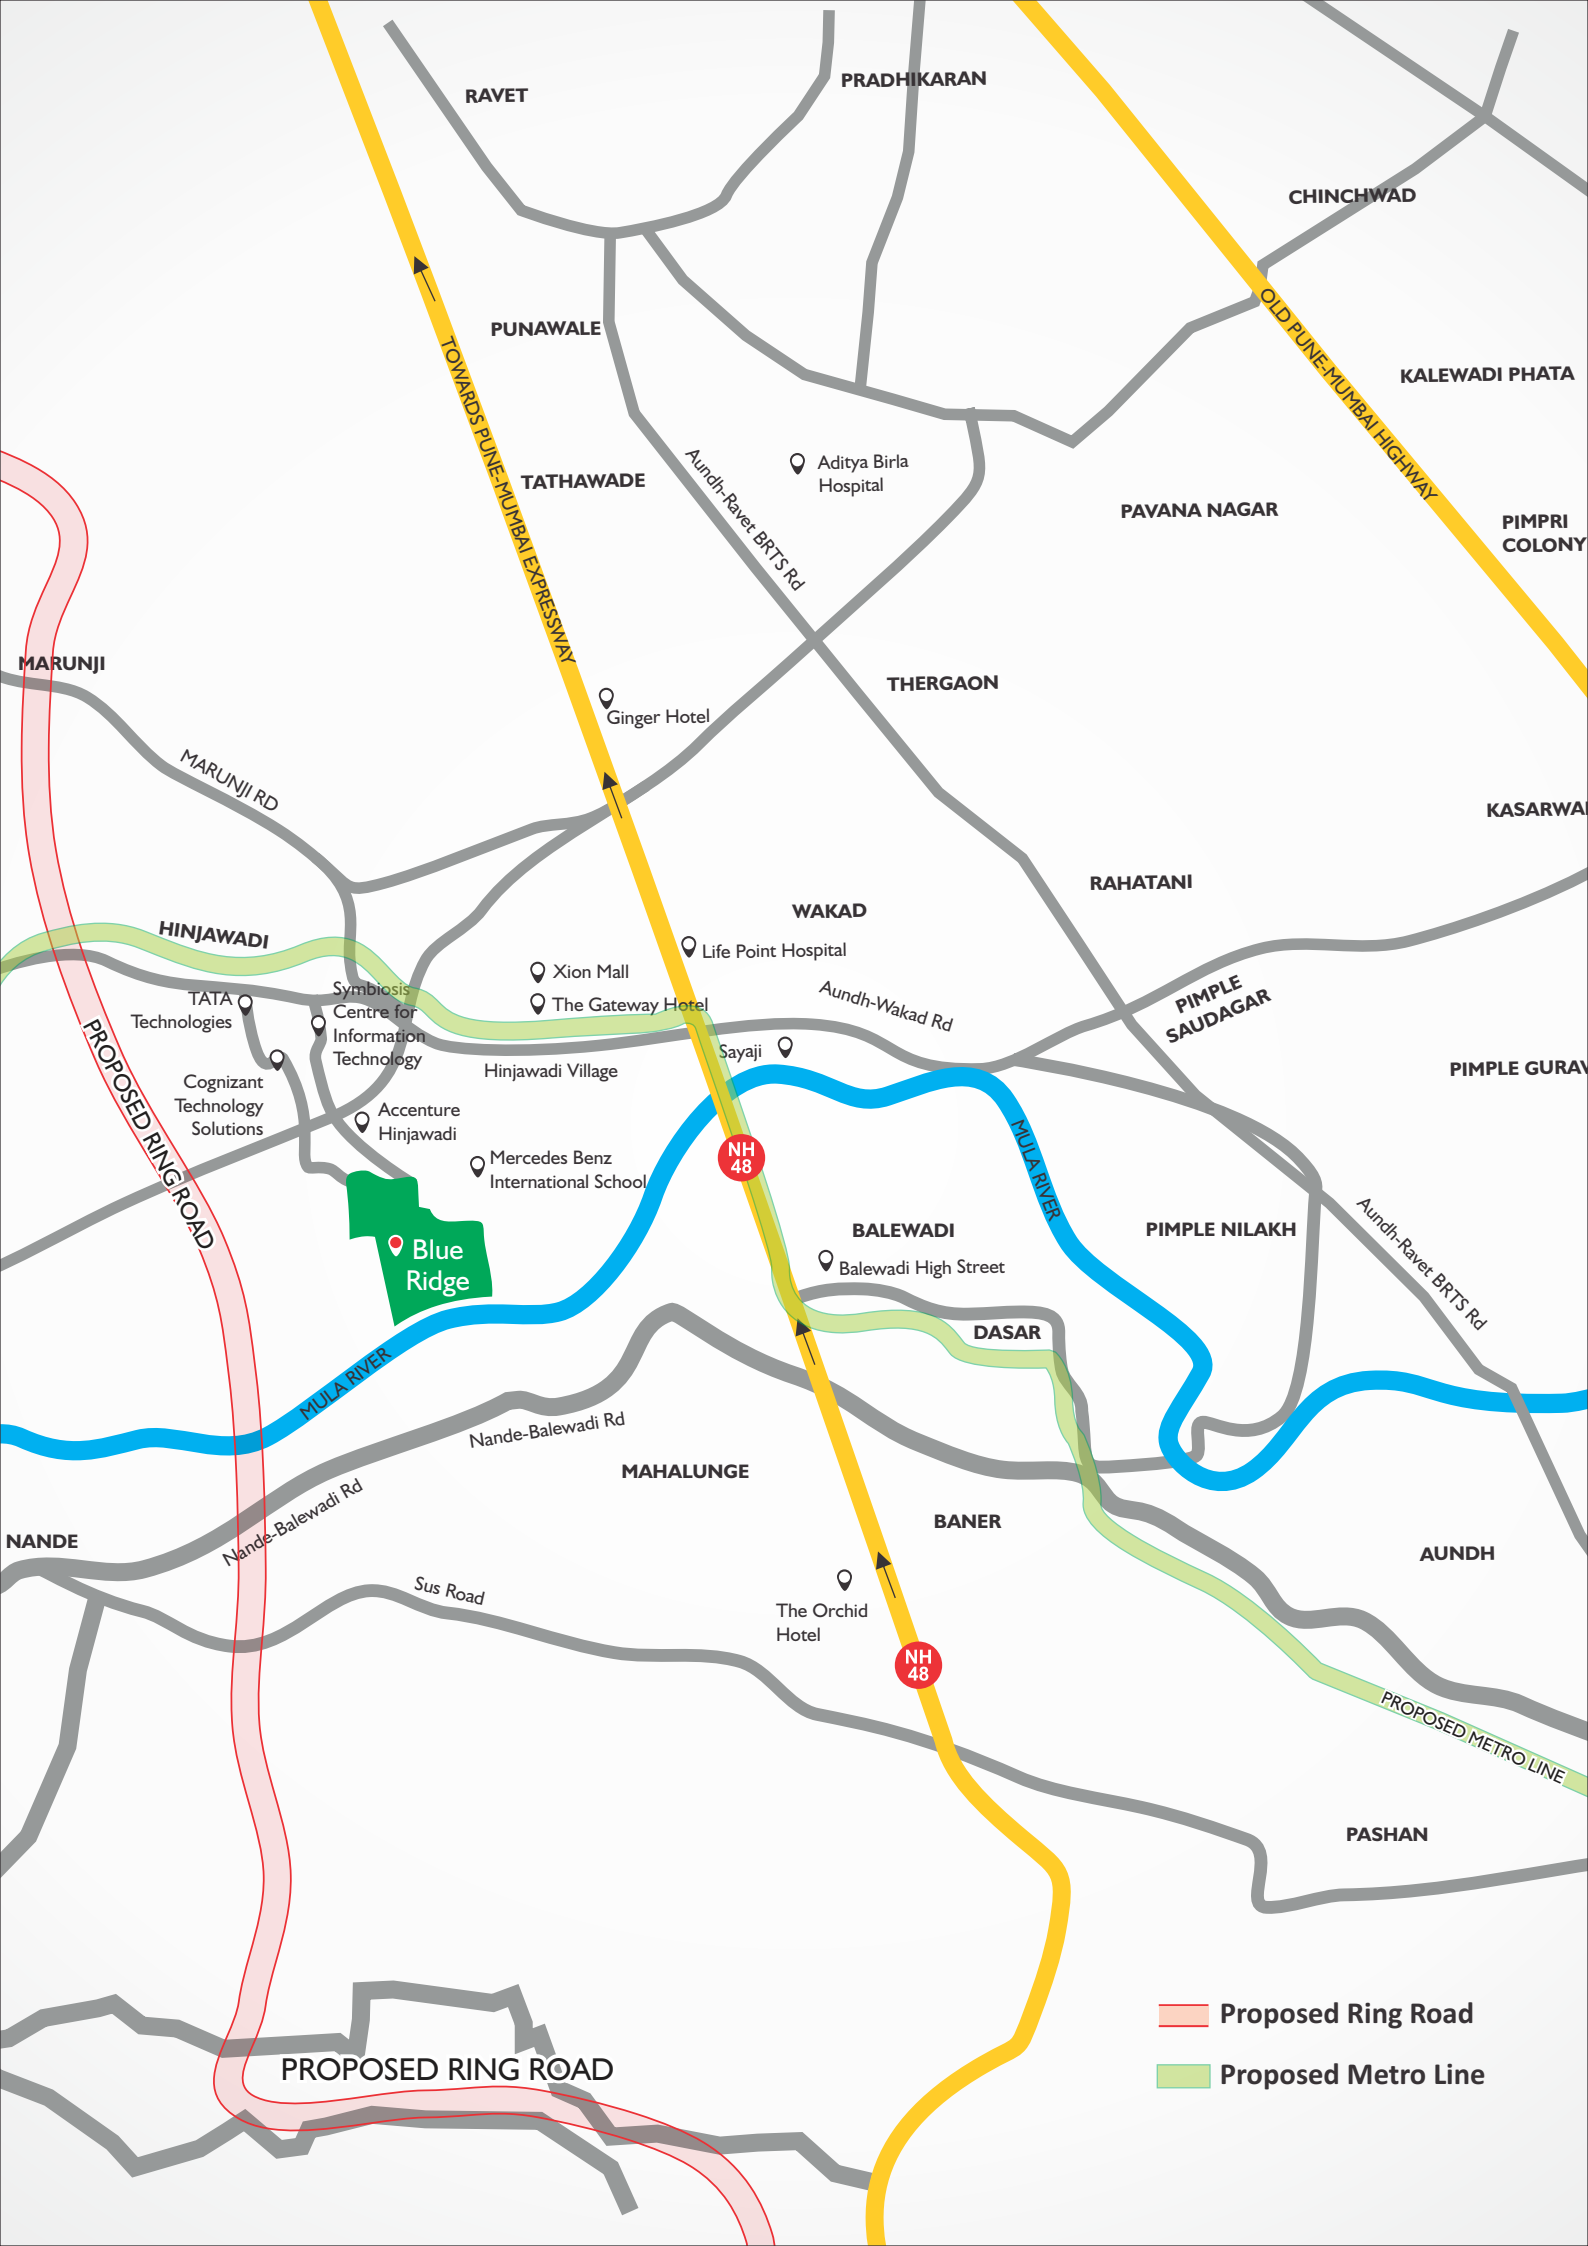 RAVET
PRADHIKARAN
CHINCHWAD
PUNAWALE
OLD PUNE-MUMBAI HIGHWAY
KALEWADI PHATA
TOWARDS PUNE-MUMBAI EXPRESSWAY
Aditya Birla
Hospital
TATHAWADE
Aundh-Ravet BRTS Rd
PAVANA NAGAR
PIMPRI
COLONY
MARUNJI
THERGAON
Ginger Hotel
MARUNJI RD
KASARWA
RAHATANI
WAKAD
HINJAWADI
Life Point Hospital
Xion Mall
The Gateway Hotel
Aundh-Wakad Rd
PIMPLE
SAUDAGAR
TATA
Technologies
Symbiosis
Centre for
Information
Technology
Sayaji
Hinjawadi Village
PIMPLE GURAV
Cognizant
Technology
Solutions
Accenture
Hinjawadi
PROPOSED RING ROAD
Mercedes Benz
International School
NH
48
MULA RIVER
BALEWADI
PIMPLE NILAKH
Blue
Ridge
Balewadi High Street
Aundh-Ravet BRTS Rd
DASAR
MULA RIVER
Nande-Balewadi Rd
MAHALUNGE
Nande-Balewadi Rd
NANDE
BANER
AUNDH
Sus Road
The Orchid
Hotel
NH
48
PROPOSED METRO LINE
PASHAN
Proposed Ring Road
PROPOSED RING ROAD
Proposed Metro Line